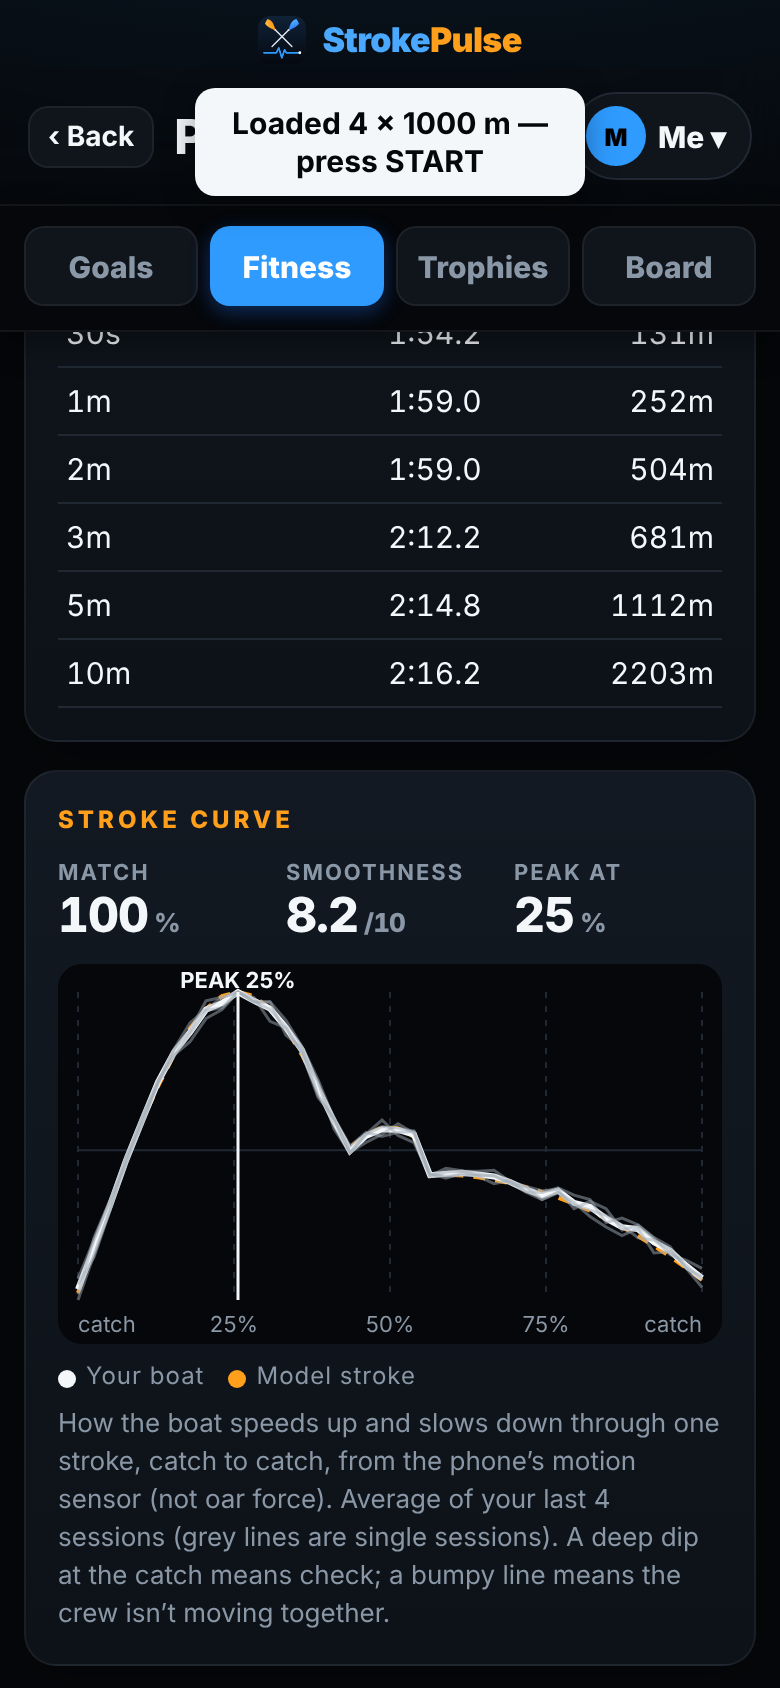 StrokePulse
‹ Back
P
Loaded 4 × 1000 m —
press START
M
Me ▾
Goals
Fitness
Trophies
Board
30s 1:54.2 131m
1m 1:59.0 252m
2m 1:59.0 504m
3m 2:12.2 681m
5m 2:14.8 1112m
10m 2:16.2 2203m
STROKE CURVE
MATCH SMOOTHNESS PEAK AT
100 % 8.2 /10 25 %
PEAK 25%
catch 25% 50% 75% catch
Your boat Model stroke
How the boat speeds up and slows down through one
stroke, catch to catch, from the phone’s motion
sensor (not oar force). Average of your last 4
sessions (grey lines are single sessions). A deep dip
at the catch means check; a bumpy line means the
crew isn’t moving together.